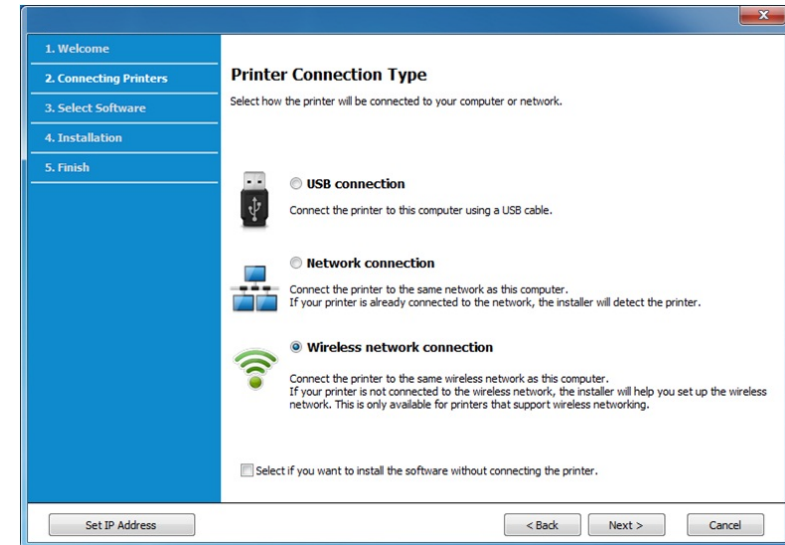 X
1. Welcome
2. Connecting Printers
3. Select Software
4. Installation
5. Finish
Printer Connection Type
Select how the printer will be connected to your computer or network.
USB connection
Connect the printer to this computer using a USB cable.
Network connection
Connect the printer to the same network as this computer.
If your printer is already connected to the network, the installer will detect the printer.
Wireless network connection
Connect the printer to the same wireless network as this computer.
If your printer is not connected to the wireless network, the installer will help you set up the wireless
network. This is only available for printers that support wireless networking.
Select if you want to install the software without connecting the printer.
Set IP Address
< Back
Next >
Cancel